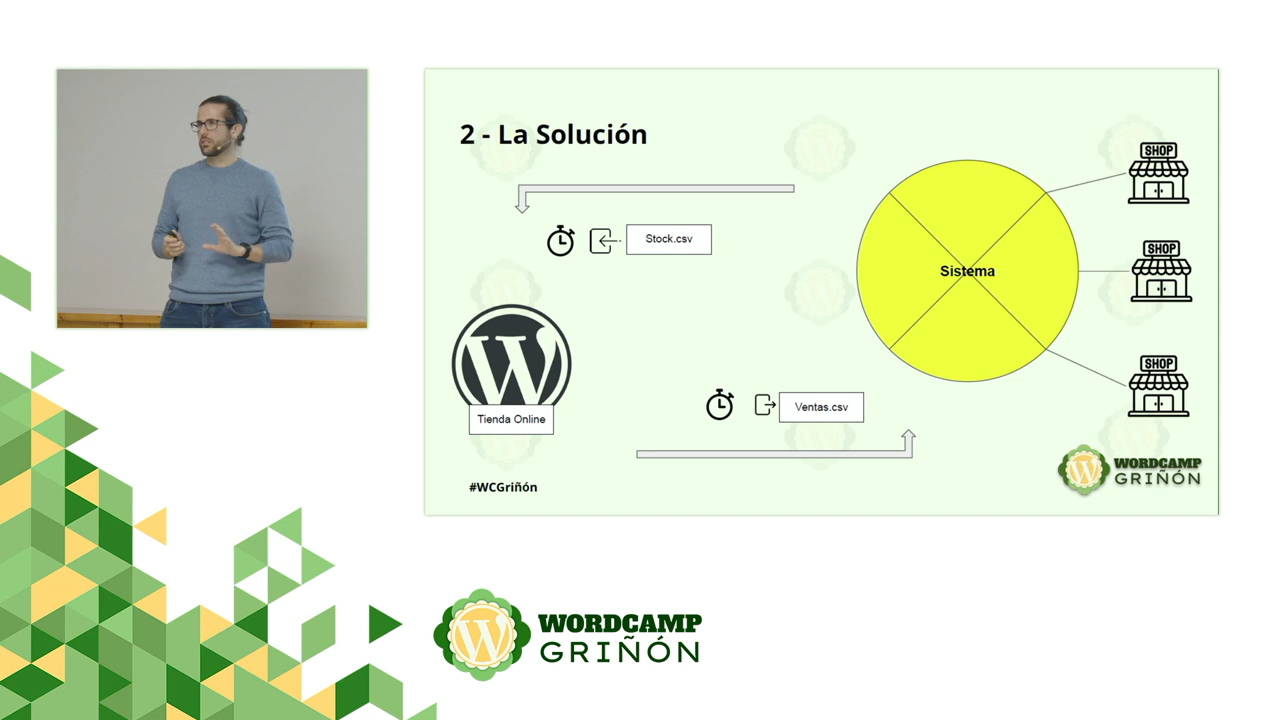 2 - La Solución
SHOP
Stock.csv
SHOP
Sistema
SHOP
Tienda Online
Ventas.csv
#WCGriñón
WORDCAMP
GRIÑÓN
WORDCAMP
GRIÑÓN